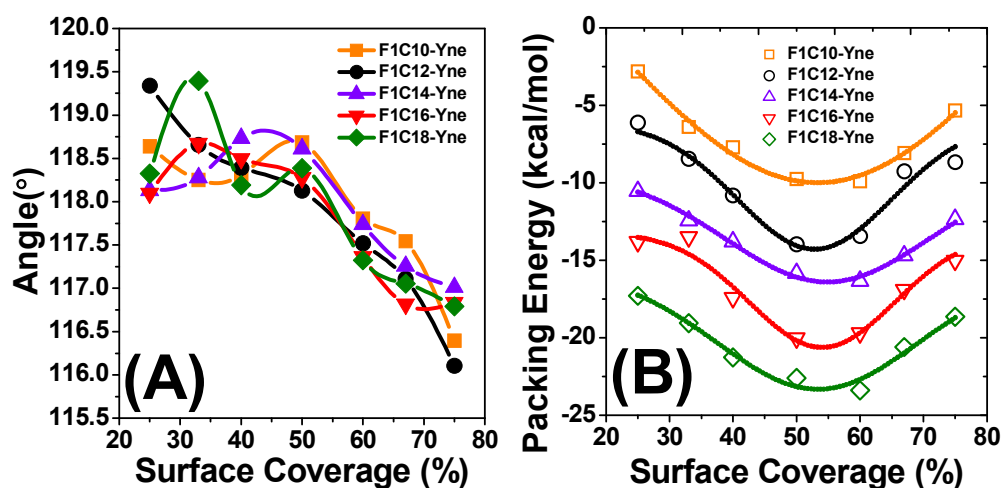 120.0
119.5
119.0
118.5
118.0
117.5
117.0
116.5
116.0
115.5
Angle(°)
20 30 40 50 60 70 80
Surface Coverage (%)
F1C10-Yne
F1C12-Yne
F1C14-Yne
F1C16-Yne
F1C18-Yne
(A)
0
-5
-10
-15
-20
-25
Packing Energy (kcal/mol)
20 30 40 50 60 70 80
Surface Coverage (%)
F1C10-Yne
F1C12-Yne
F1C14-Yne
F1C16-Yne
F1C18-Yne
(B)